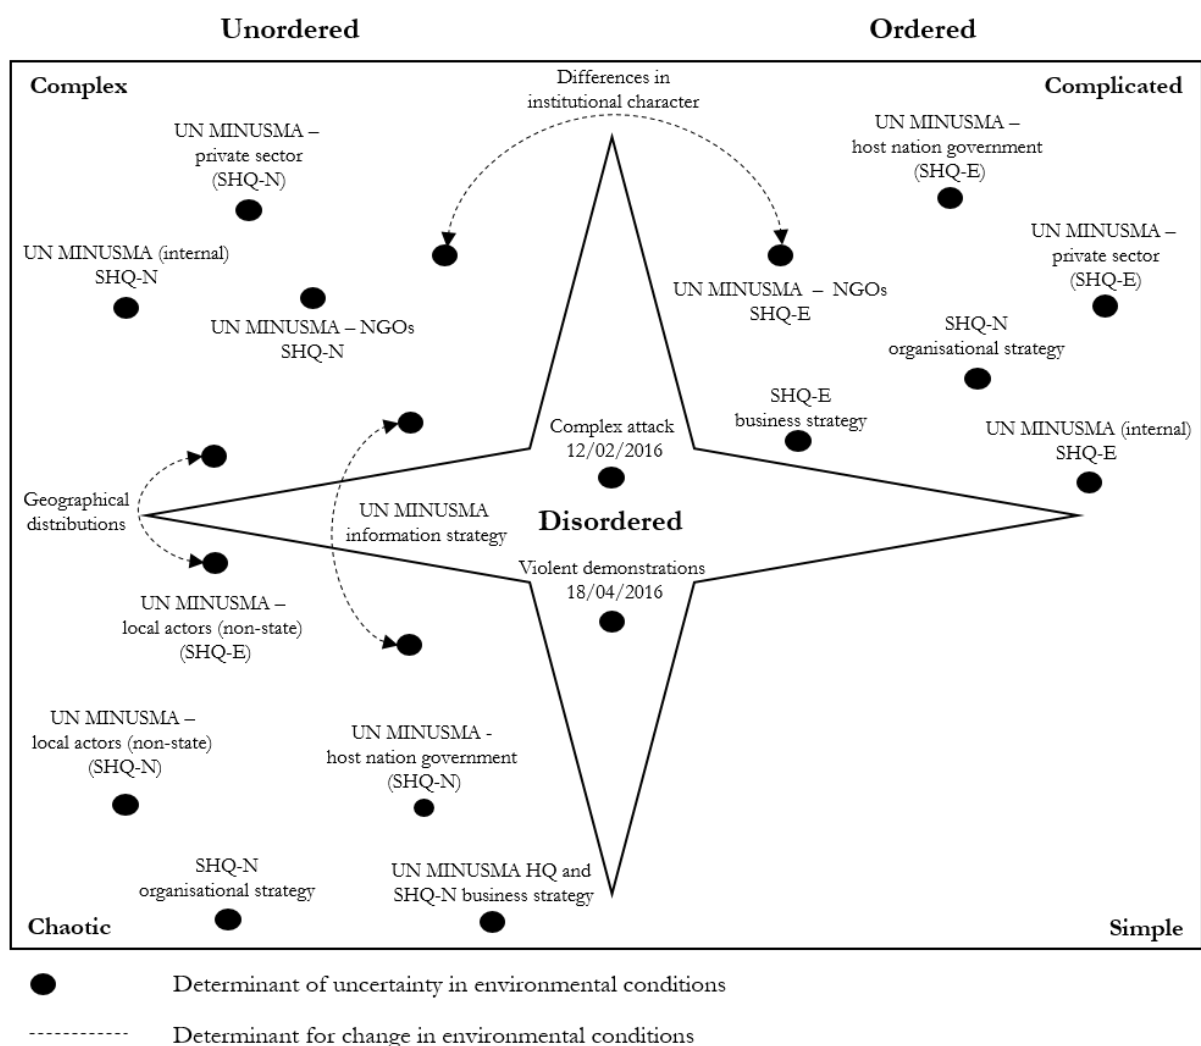 Unordered
Ordered
Complex
Differences in
institutional character
Complicated
UN MINUSMA –
private sector
(SHQ-N)
UN MINUSMA –
host nation government
(SHQ-E)
UN MINUSMA (internal)
SHQ-N
UN MINUSMA –
private sector
(SHQ-E)
UN MINUSMA – NGOs
SHQ-N
UN MINUSMA – NGOs
SHQ-E
SHQ-N
organisational strategy
SHQ-E
business strategy
Complex attack
12/02/2016
UN MINUSMA (internal)
SHQ-E
Geographical
distributions
UN MINUSMA
information strategy
Disordered
Violent demonstrations
18/04/2016
UN MINUSMA –
local actors (non-state)
(SHQ-E)
UN MINUSMA –
local actors (non-state)
(SHQ-N)
UN MINUSMA -
host nation government
(SHQ-N)
SHQ-N
organisational strategy
UN MINUSMA HQ and
SHQ-N business strategy
Chaotic
Simple
Determinant of uncertainty in environmental conditions
Determinant for change in environmental conditions